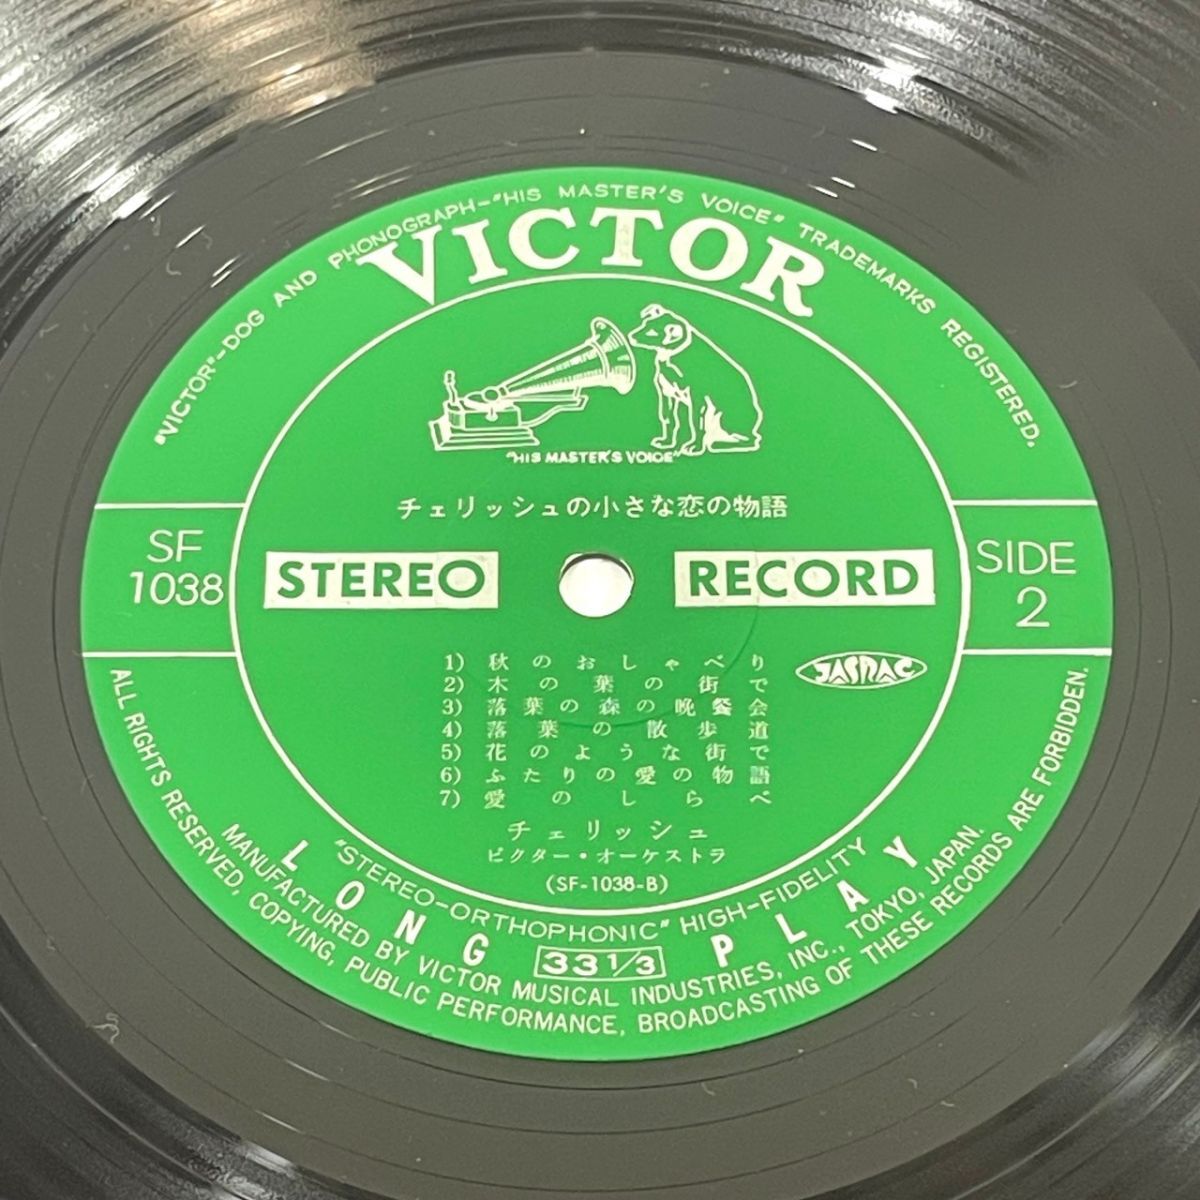 "VICTOR"-DOG AND PHONOGRAPH-"HIS MASTER'S VOICE" TRADEMARKS REGISTERED.
VICTOR
"HIS MASTER'S VOICE"
チェリッシュの小さな恋の物語
SF
1038
STEREO RECORD
SIDE
2
JASRAC
1) 秋のおしゃべり
2) 木の葉の街で
3) 落葉の森の晩餐会
4) 落葉の散歩道
5) 花のような街で
6) ふたりの愛の物語
7) 愛のしらべ
チェリッシュ
ビクター・オーケストラ
(SF-1038-B)
"STEREO-ORTHOPHONIC" HIGH-FIDELITY
LONG 33 1/3 PLAY
MANUFACTURED BY VICTOR MUSICAL INDUSTRIES, INC., TOKYO, JAPAN.
ALL RIGHTS RESERVED, COPYING, PUBLIC PERFORMANCE, BROADCASTING OF THESE RECORDS ARE FORBIDDEN.